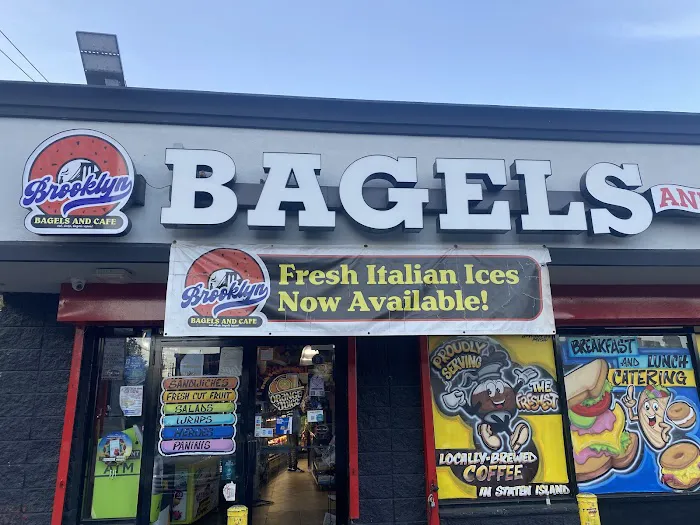 Brooklyn
BAGELS AND CAFE
BAGELS
AN
Brooklyn
BAGELS AND CAFE
Fresh Italian Ices
Now Available!
SANDWICHES
FRESH CUT FRUIT
SALADS
WRAPS
PANINIS
ATM
PROUDLY
SERVING
THE
FRESHEST
LOCALLY-BREWED
COFFEE
IN STATEN ISLAND
BREAKFAST
AND LUNCH
CATERING